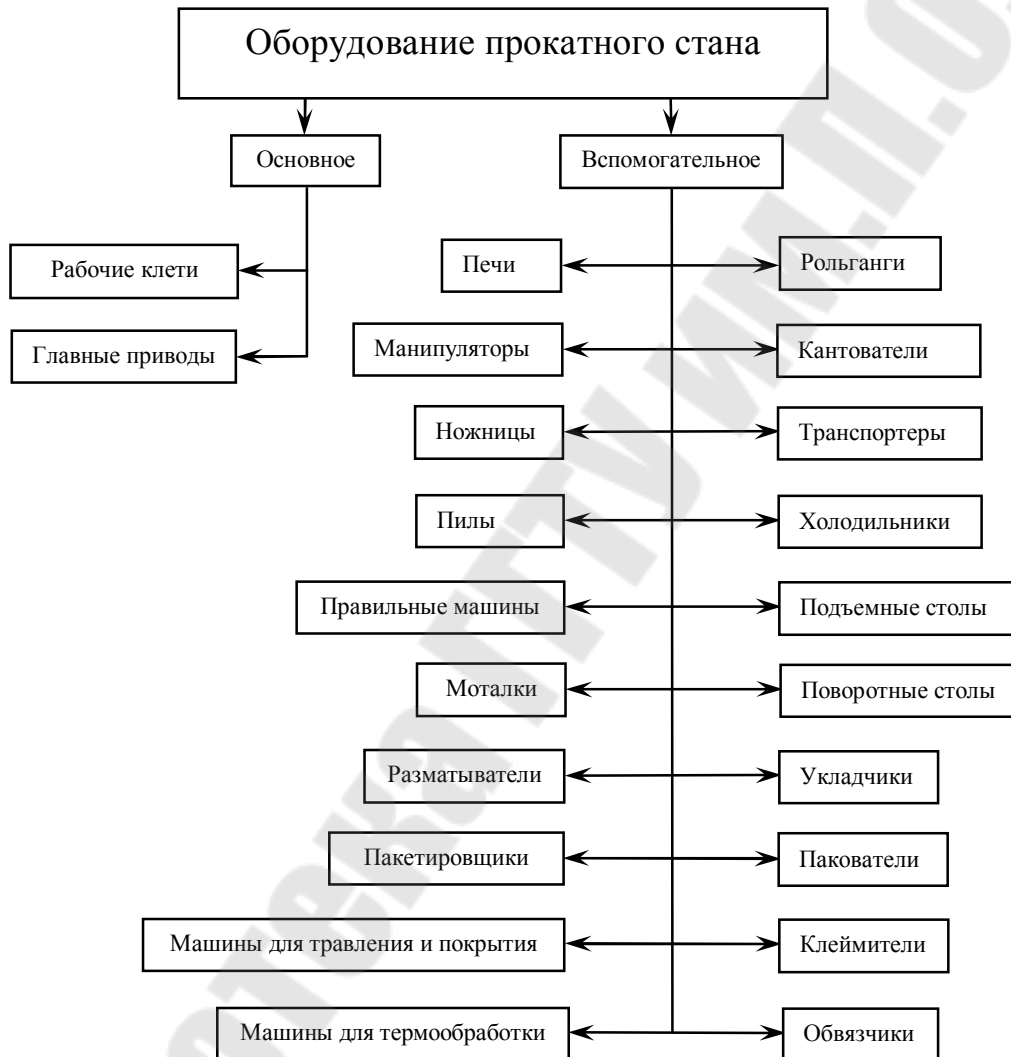 Оборудование прокатного стана
Основное
Вспомогательное
Рабочие клети
Главные приводы
Печи
Рольганги
Манипуляторы
Кантователи
Ножницы
Транспортеры
Пилы
Холодильники
Правильные машины
Подъемные столы
Моталки
Поворотные столы
Разматыватели
Укладчики
Пакетировщики
Пакователи
Машины для травления и покрытия
Клеймители
Машины для термообработки
Обвязчики